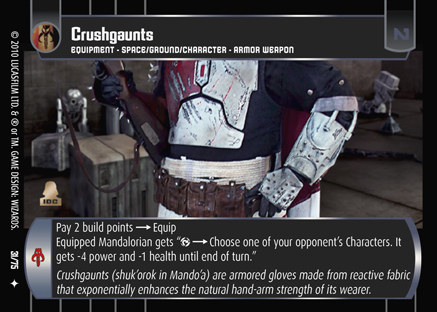 Crushgaunts
EQUIPMENT - SPACE/GROUND/CHARACTER - ARMOR WEAPON
Pay 2 build points → Equip
Equipped Mandalorian gets “ → Choose one of your opponent's Characters. It
gets -4 power and -1 health until end of turn.”
Crushgaunts (shuk'orok in Mando'a) are armored gloves made from reactive fabric
that exponentially enhances the natural hand-arm strength of its wearer.
© 2010 LUCASFILM LTD. & ® or TM. GAME DESIGN: WIZARDS.
31/75
IDC